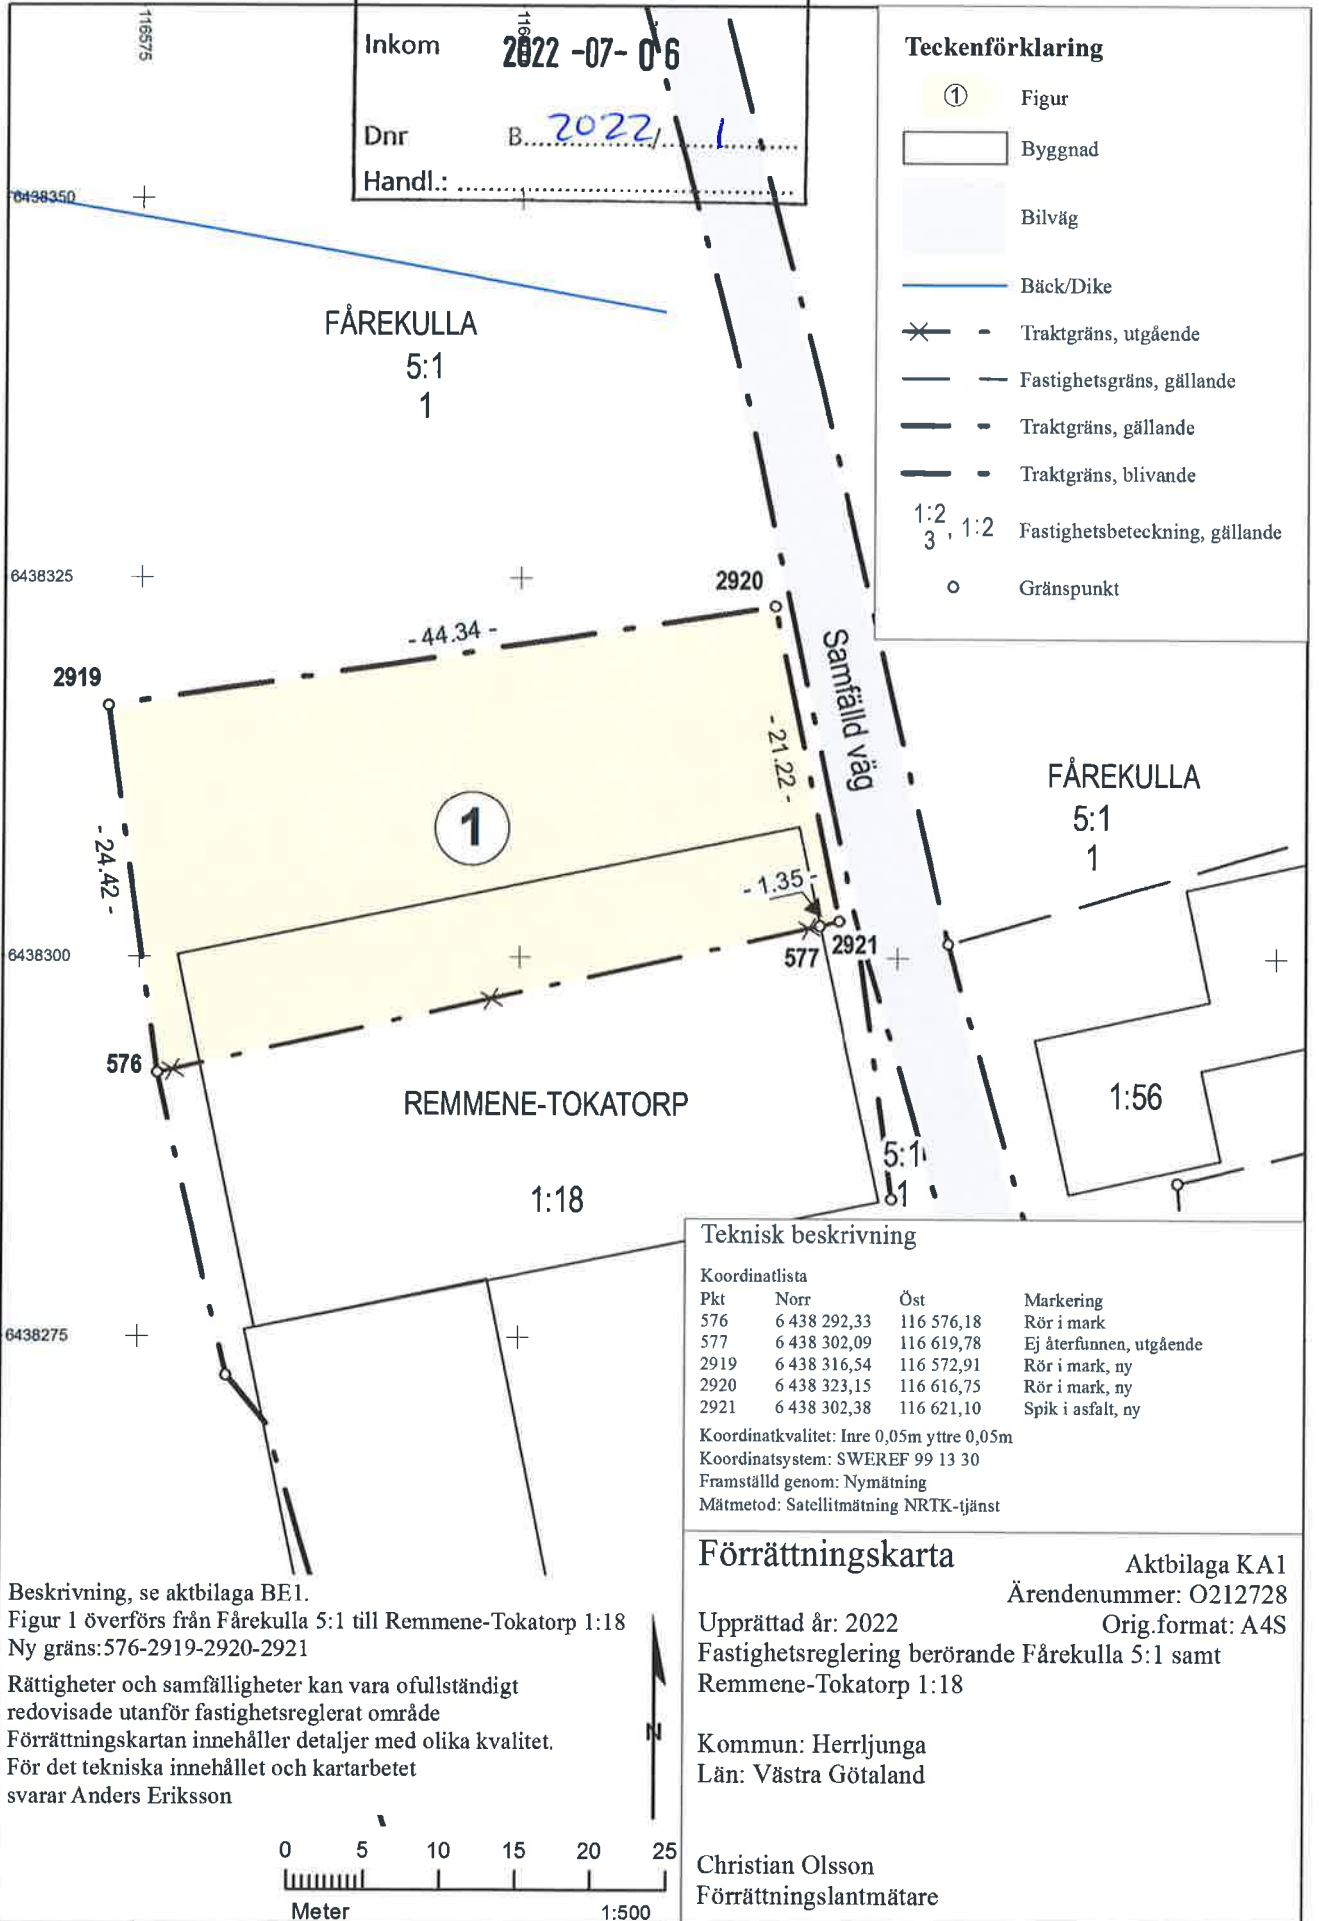 116575
116
Inkom 2022 -07- 06
Dnr B. 2022/ 1
Handl.:
Teckenförklaring
1 Figur
Byggnad
Bilväg
Bäck/Dike
Traktgräns, utgående
Fastighetsgräns, gällande
Traktgräns, gällande
Traktgräns, blivande
1:2
3 , 1:2 Fastighetsbeteckning, gällande
Gränspunkt
6438350
FÅREKULLA
5:1
1
6438325
2920
- 44.34 -
2919
Samfälld väg
- 21.22 -
FÅREKULLA
5:1
1
1
- 24.42 -
- 1.35 -
577 2921
6438300
576
REMMENE-TOKATORP
1:18
1:56
5:1
1
6438275
Teknisk beskrivning
Koordinatlista
Pkt Norr Öst Markering
576 6 438 292,33 116 576,18 Rör i mark
577 6 438 302,09 116 619,78 Ej återfunnen, utgående
2919 6 438 316,54 116 572,91 Rör i mark, ny
2920 6 438 323,15 116 616,75 Rör i mark, ny
2921 6 438 302,38 116 621,10 Spik i asfalt, ny
Koordinatkvalitet: Inre 0,05m yttre 0,05m
Koordinatsystem: SWEREF 99 13 30
Framställd genom: Nymätning
Mätmetod: Satellitmätning NRTK-tjänst
Beskrivning, se aktbilaga BE1.
Figur 1 överförs från Fårekulla 5:1 till Remmene-Tokatorp 1:18
Ny gräns:576-2919-2920-2921
Rättigheter och samfälligheter kan vara ofullständigt
redovisade utanför fastighetsreglerat område
Förrättningskartan innehåller detaljer med olika kvalitet.
För det tekniska innehållet och kartarbetet
svarar Anders Eriksson
N
0 5 10 15 20 25
Meter 1:500
Förrättningskarta
Aktbilaga KA1
Ärendenummer: O212728
Upprättad år: 2022 Orig.format: A4S
Fastighetsreglering berörande Fårekulla 5:1 samt
Remmene-Tokatorp 1:18
Kommun: Herrljunga
Län: Västra Götaland
Christian Olsson
Förrättningslantmätare